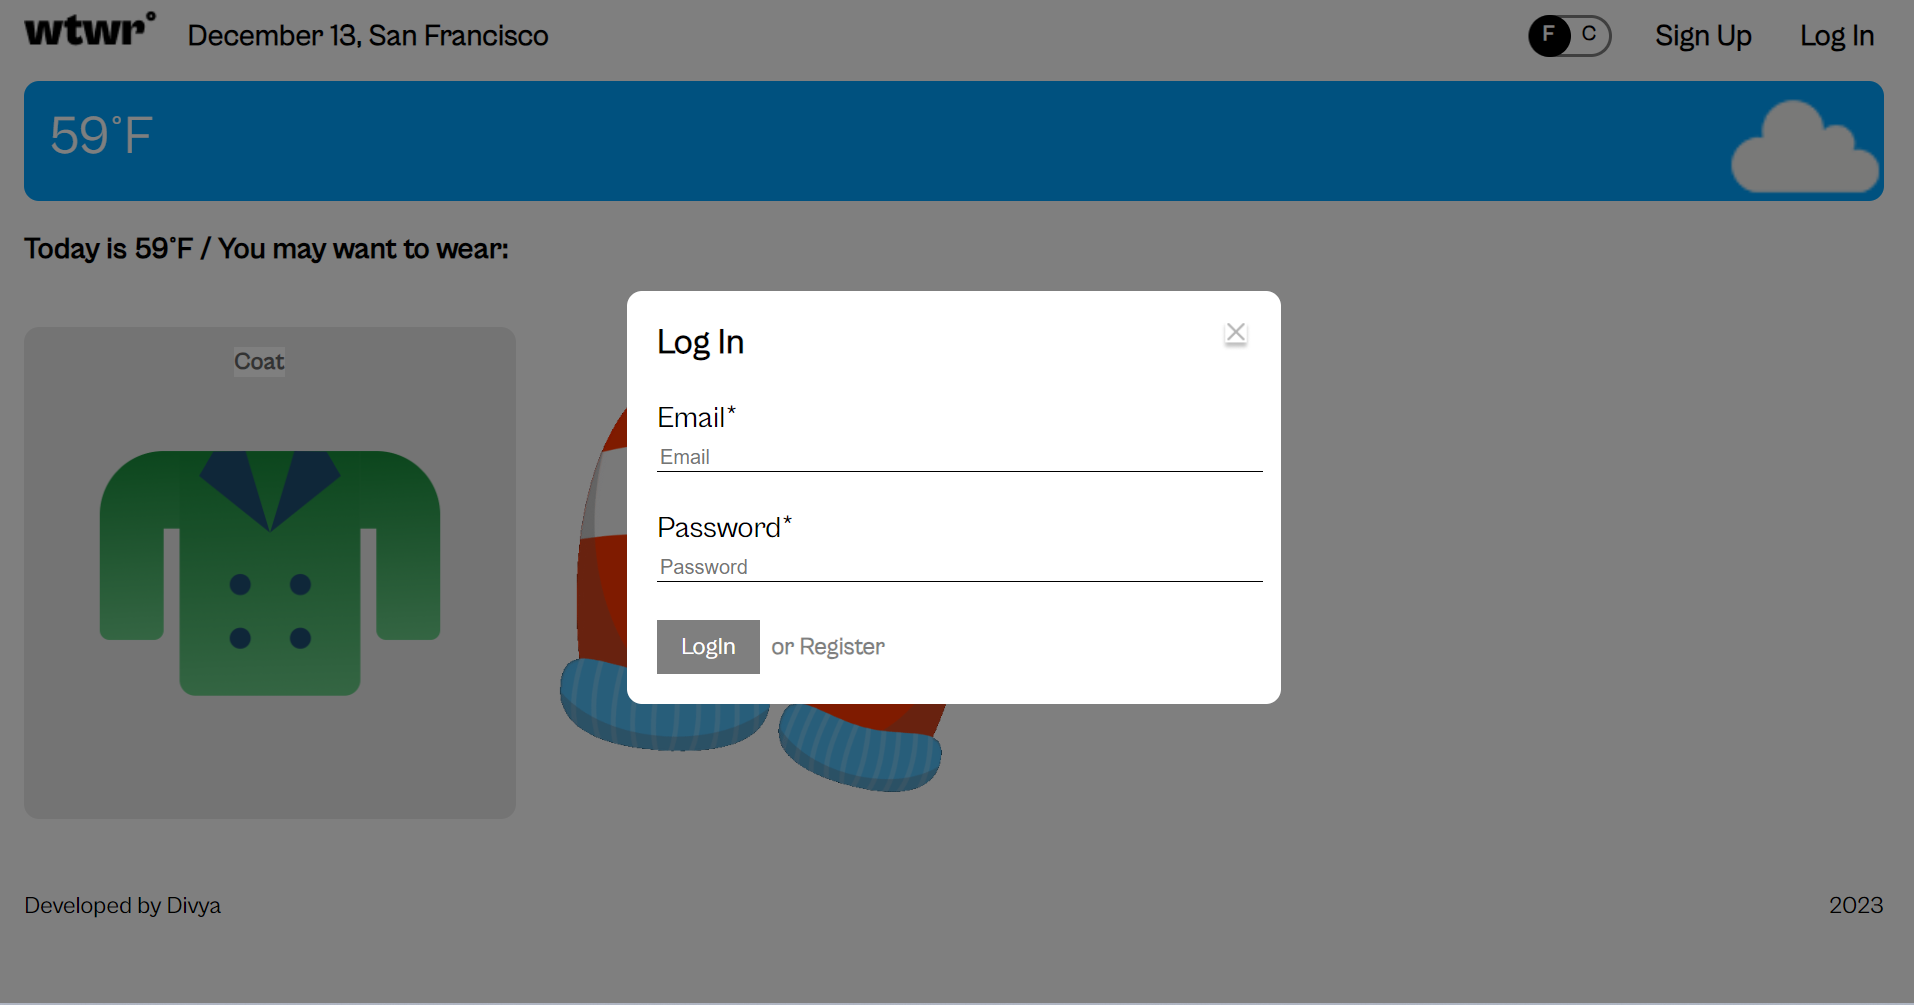 wtwr°
December 13, San Francisco
F C
Sign Up
Log In
59°F
Today is 59°F / You may want to wear:
Coat
Log In
Email*
Email
Password*
Password
LogIn
or Register
Developed by Divya
2023